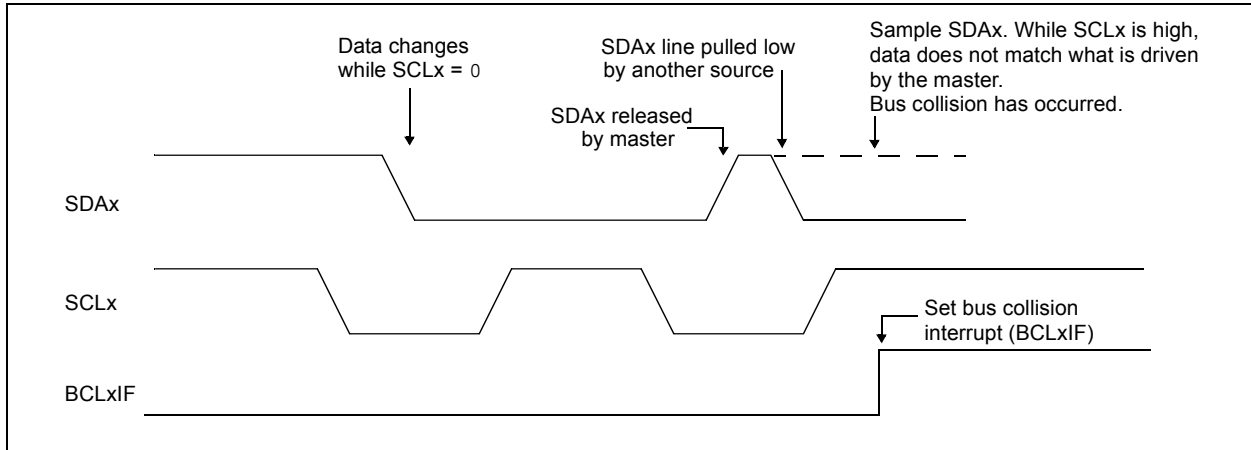 Data changes
while SCLx = 0
SDAx line pulled low
by another source
SDAx released
by master
Sample SDAx. While SCLx is high,
data does not match what is driven
by the master.
Bus collision has occurred.
SDAx
SCLx
Set bus collision
interrupt (BCLxIF)
BCLxIF